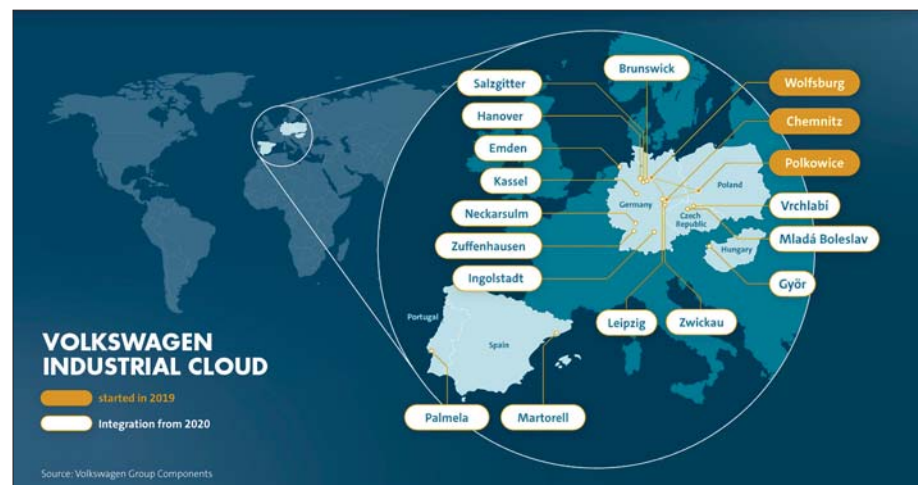 Brunswick
Salzgitter
Wolfsburg
Hanover
Chemnitz
Emden
Polkowice
Kassel
Poland
Germany
Vrchlabí
Neckarsulm
Czech
Republic
Mladá Boleslav
Zuffenhausen
Hungary
Ingolstadt
Györ
Leipzig
Zwickau
Portugal
Spain
VOLKSWAGEN
INDUSTRIAL CLOUD
started in 2019
Integration from 2020
Palmela
Martorell
Source: Volkswagen Group Components